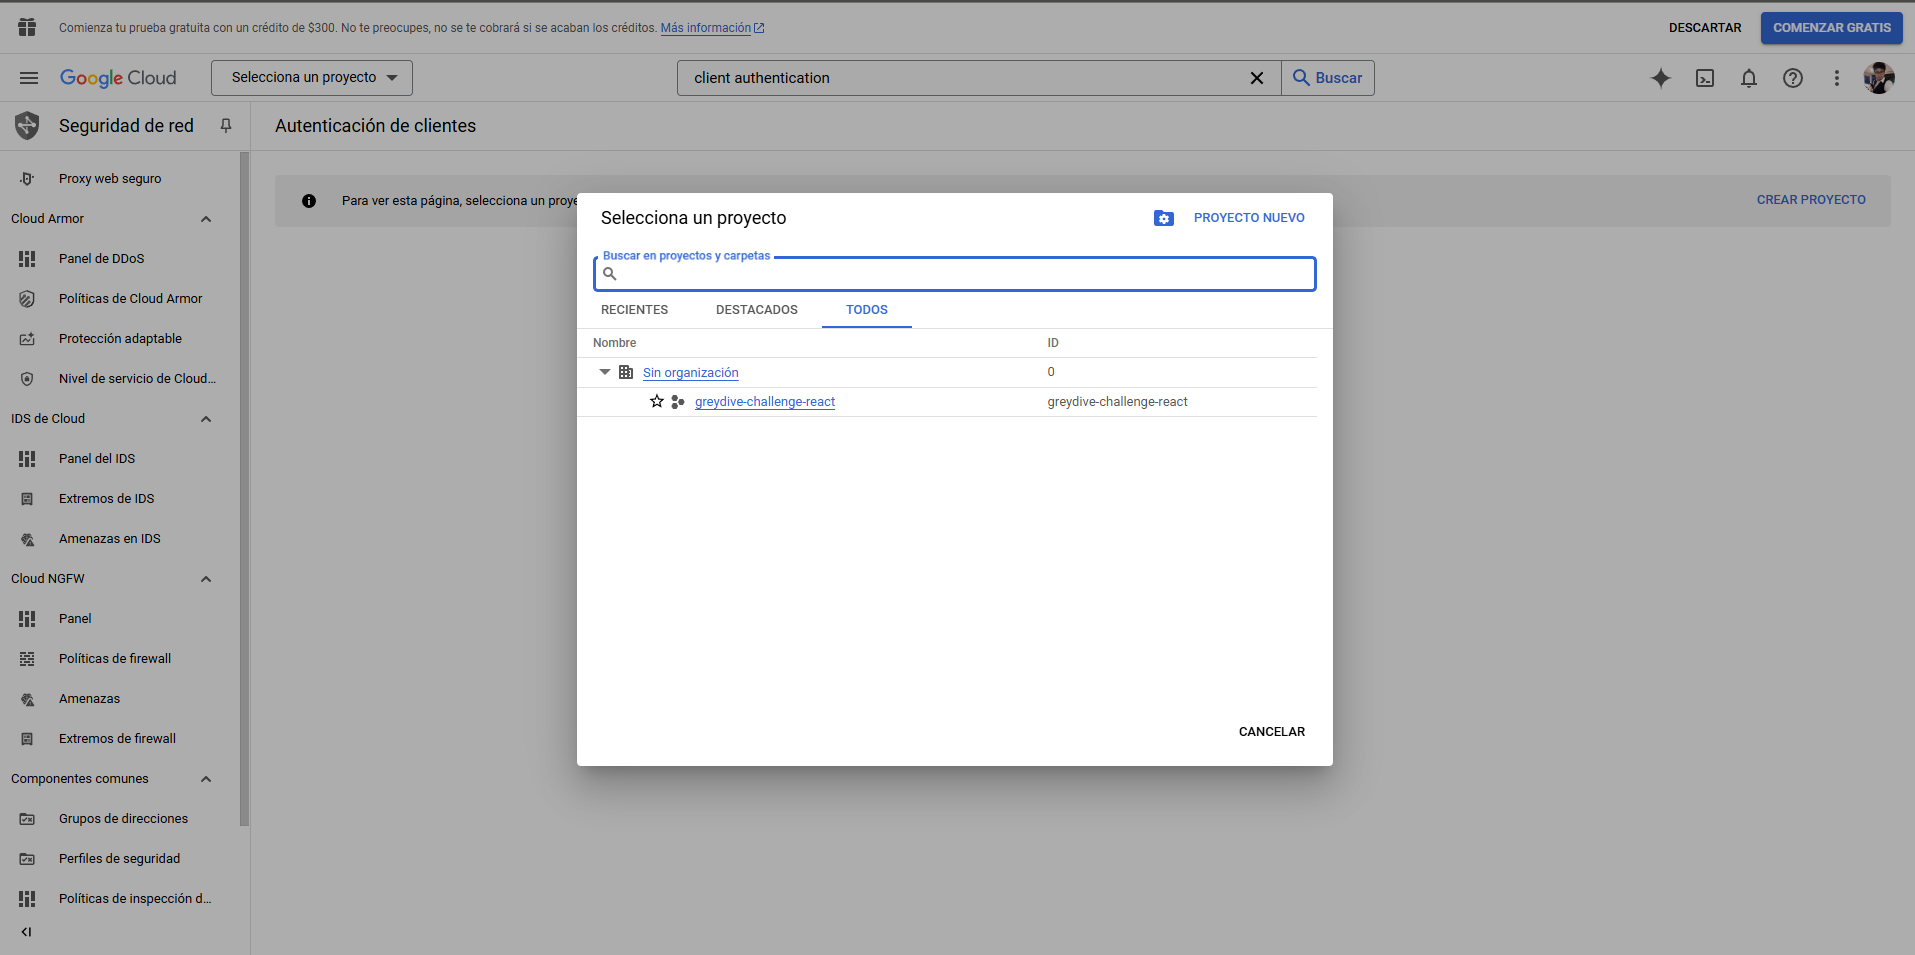 Comienza tu prueba gratuita con un crédito de $300. No te preocupes, no se te cobrará si se acaban los créditos. Más información
DESCARTAR
COMENZAR GRATIS
Google Cloud
Selecciona un proyecto
client authentication
Buscar
Seguridad de red
Autenticación de clientes
Proxy web seguro
Cloud Armor
Panel de DDoS
Políticas de Cloud Armor
Protección adaptable
Nivel de servicio de Cloud...
IDS de Cloud
Panel del IDS
Extremos de IDS
Amenazas en IDS
Cloud NGFW
Panel
Políticas de firewall
Amenazas
Extremos de firewall
Componentes comunes
Grupos de direcciones
Perfiles de seguridad
Políticas de inspección d...
Para ver esta página, selecciona un proye
CREAR PROYECTO
Selecciona un proyecto
PROYECTO NUEVO
Buscar en proyectos y carpetas
RECIENTES
DESTACADOS
TODOS
Nombre
ID
Sin organización
0
greydive-challenge-react
greydive-challenge-react
CANCELAR